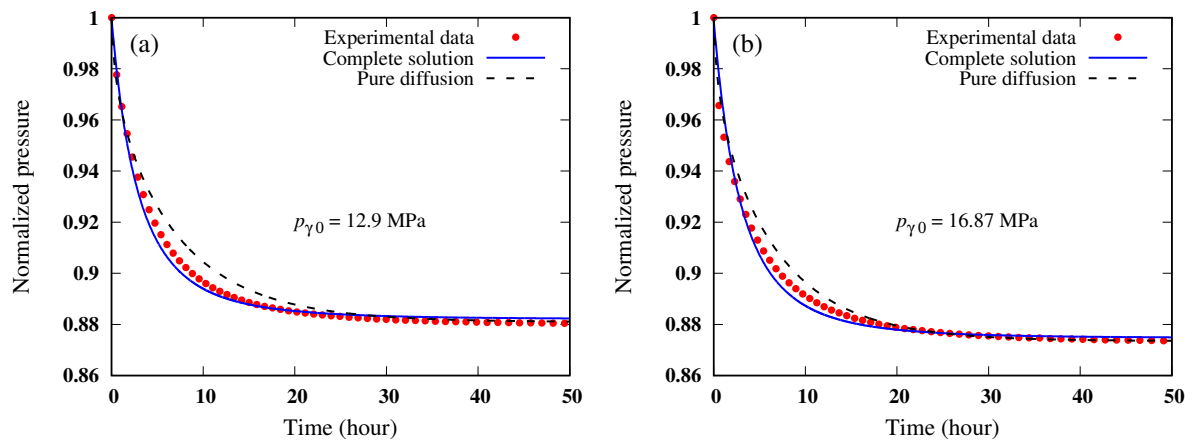 (a)
Experimental data
Complete solution
Pure diffusion
Normalized pressure
1
0.98
0.96
0.94
0.92
0.9
0.88
0.86
pγ0 = 12.9 MPa
0 10 20 30 40 50
Time (hour)
(b)
Experimental data
Complete solution
Pure diffusion
Normalized pressure
1
0.98
0.96
0.94
0.92
0.9
0.88
0.86
pγ0 = 16.87 MPa
0 10 20 30 40 50
Time (hour)